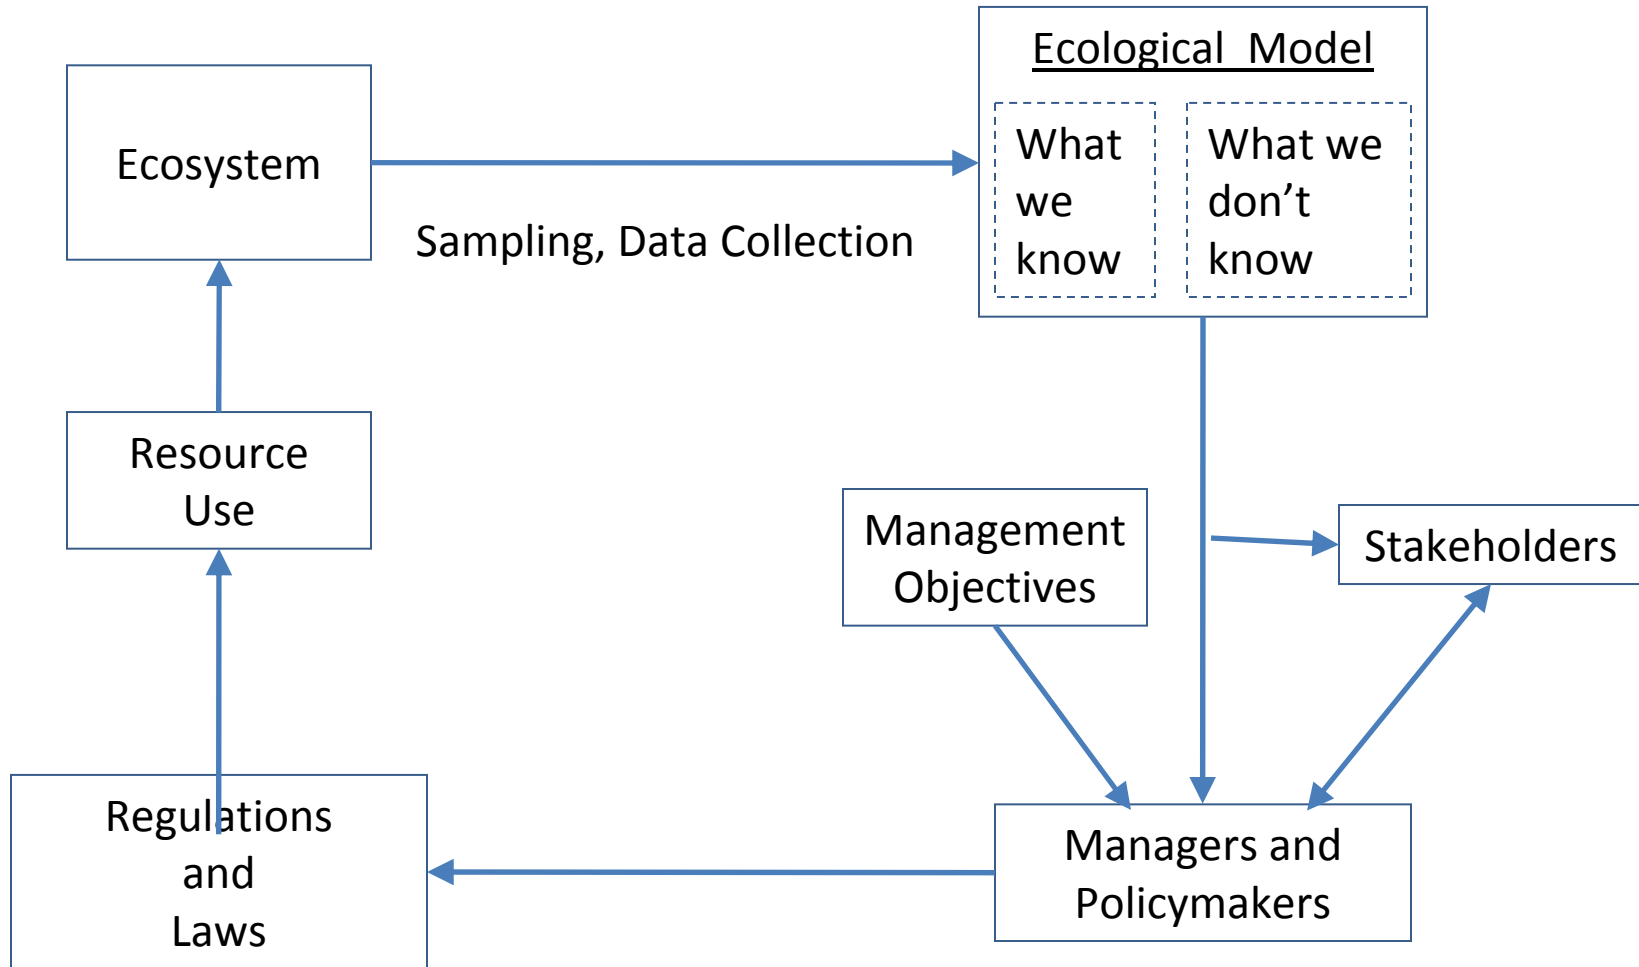 Ecological  Model
Ecosystem
What
we
know
What we
don’t
know
Sampling, Data Collection
Resource
Use
Management
Objectives
Stakeholders
Regulations
and
Laws
Managers and
Policymakers